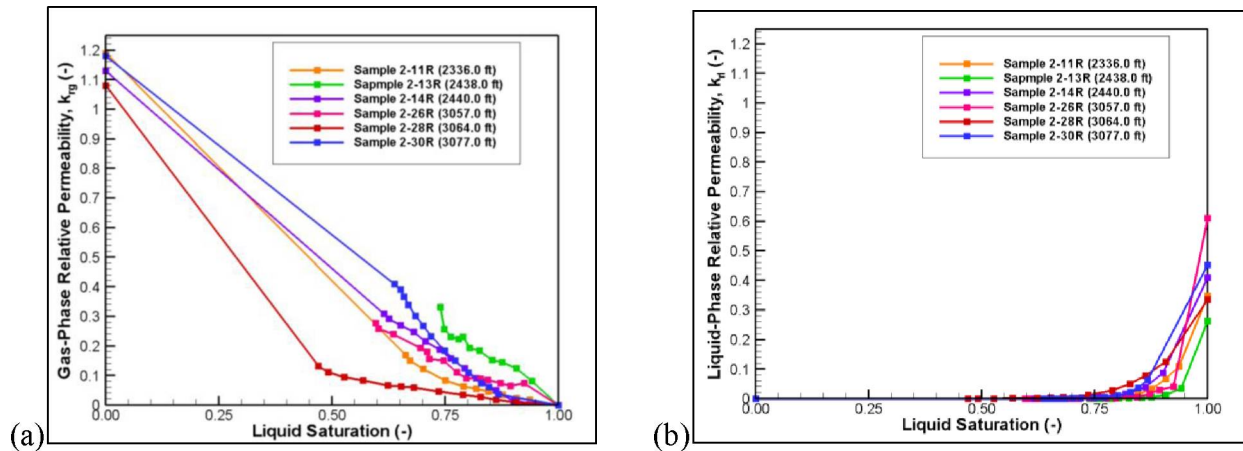 Gas-Phase Relative Permeability, krg (-)
1.2
1.1
1
0.9
0.8
0.7
0.6
0.5
0.4
0.3
0.2
0.1
0
Sample 2-11R (2336.0 ft)
Sapmple 2-13R (2438.0 ft)
Sample 2-14R (2440.0 ft)
Sample 2-26R (3057.0 ft)
Sample 2-28R (3064.0 ft)
Sample 2-30R (3077.0 ft)
0.00 0.25 0.50 0.75 1.00
Liquid Saturation (-)
(a)
Liquid-Phase Relative Permeability, krl (-)
1.2
1.1
1
0.9
0.8
0.7
0.6
0.5
0.4
0.3
0.2
0.1
0
Sample 2-11R (2336.0 ft)
Sapmple 2-13R (2438.0 ft)
Sample 2-14R (2440.0 ft)
Sample 2-26R (3057.0 ft)
Sample 2-28R (3064.0 ft)
Sample 2-30R (3077.0 ft)
0.00 0.25 0.50 0.75 1.00
Liquid Saturation (-)
(b)